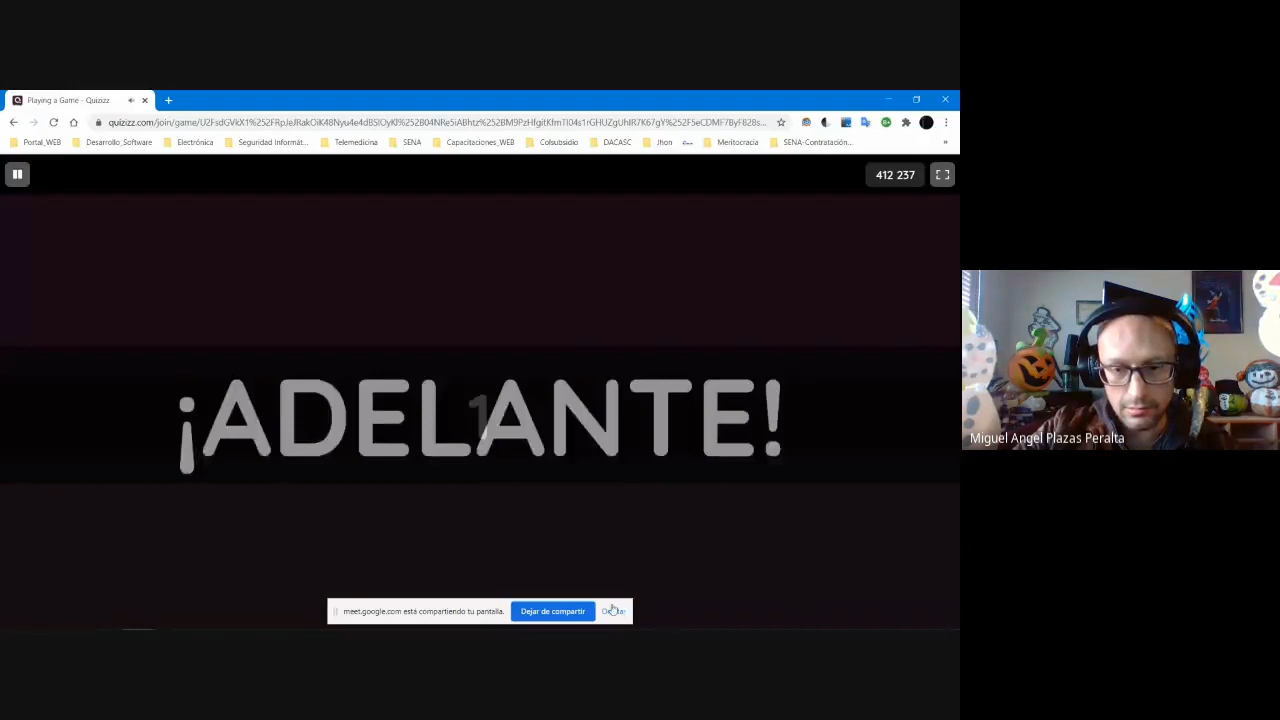 Playing a Game - Quizizz
Portal_WEB
Desarrollo_Software
Electrónica
Seguridad Informát...
Telemedicina
SENA
Capacitaciones_WEB
Colsubsidio
DACASC
Jhon
Meritocracia
SENA-Contratación...
»
412 237
¡ADELANTE!
1
meet.google.com está compartiendo tu pantalla.
Dejar de compartir
Miguel Angel Plazas Peralta